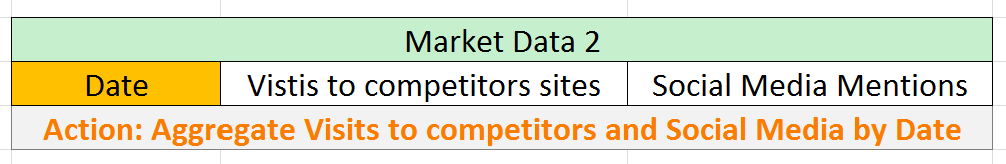 Market Data 2
Date Vistis to competitors sites Social Media Mentions
Action: Aggregate Visits to competitors and Social Media by Date